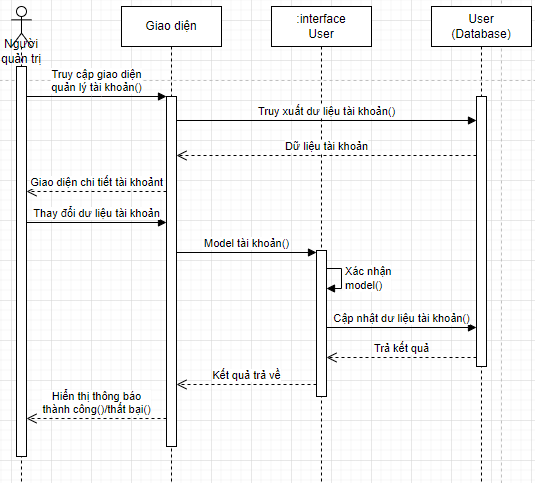 Người
quản trị
Giao diện
:interface
User
User
(Database)
Truy cập giao diện
quản lý tài khoản()
Truy xuất dư liệu tài khoản()
Dữ liệu tài khoản
Giao diện chi tiết tài khoảnt
Thay đổi dư liệu tài khoản
Model tài khoản()
Xác nhận
model()
Cập nhật dư liệu tài khoản()
Trả kết quả
Kết quả trả về
Hiển thị thông báo
thành công()/thất bại()